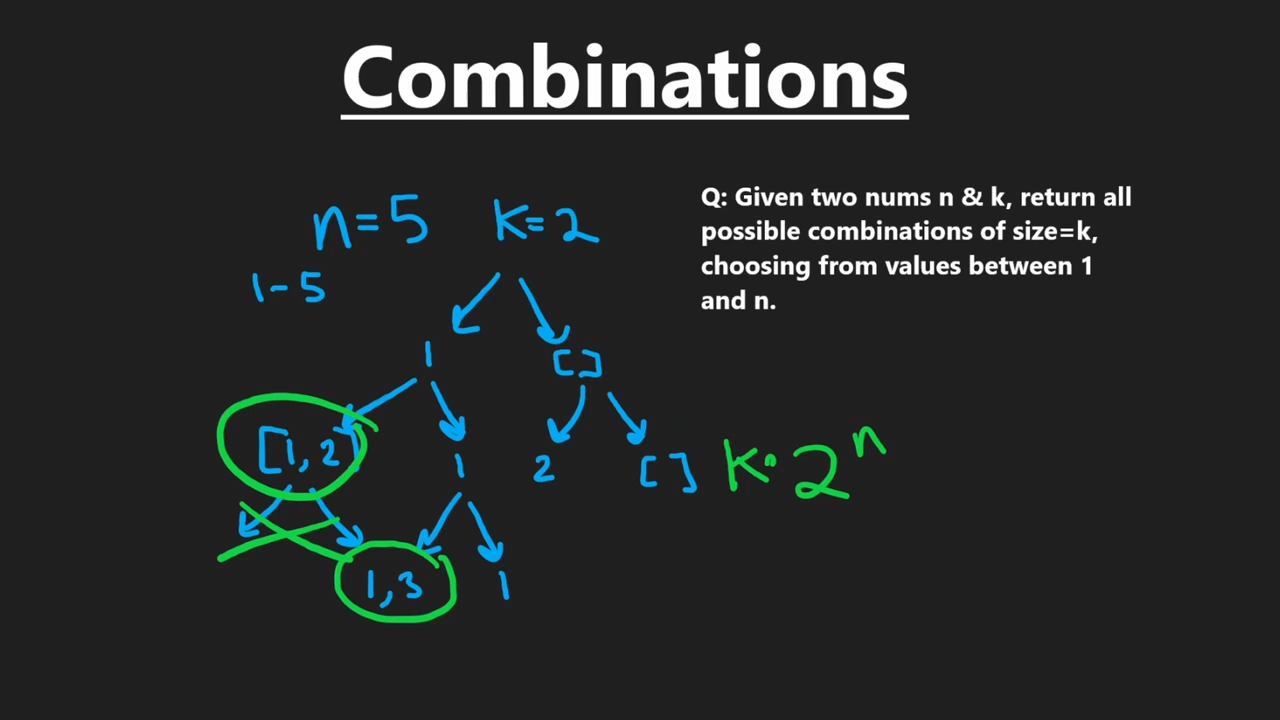 Combinations
Q: Given two nums n & k, return all
possible combinations of size=k,
choosing from values between 1
and n.
n=5 k=2
1-5
1 []
[1,2] 1 2 [] k·2^n
1,3 1